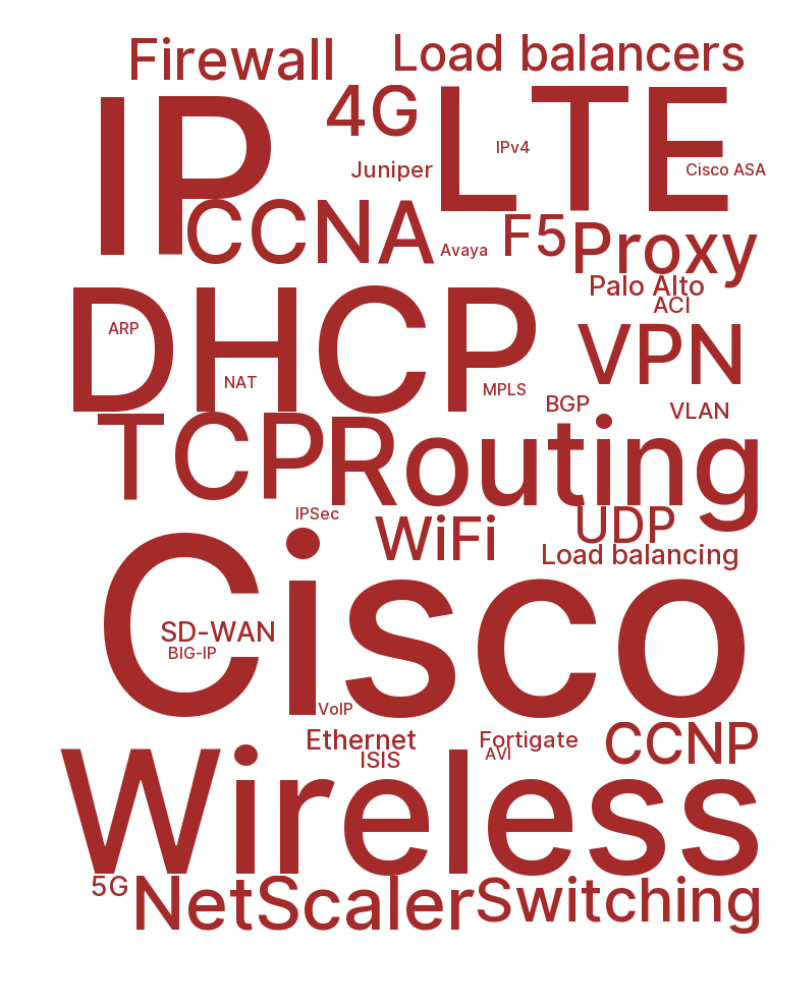 Firewall
Load balancers
IP
4G
LTE
IPv4
Juniper
Cisco ASA
CCNA
Avaya
F5
Proxy
Palo Alto
ACI
DHCP
ARP
NAT
MPLS
VPN
BGP
VLAN
TCP
Routing
IPSec
WiFi
UDP
Load balancing
Cisco
SD-WAN
BIG-IP
VoIP
Ethernet
Fortigate
CCNP
ISIS
AVI
Wireless
5G
NetScaler
Switching